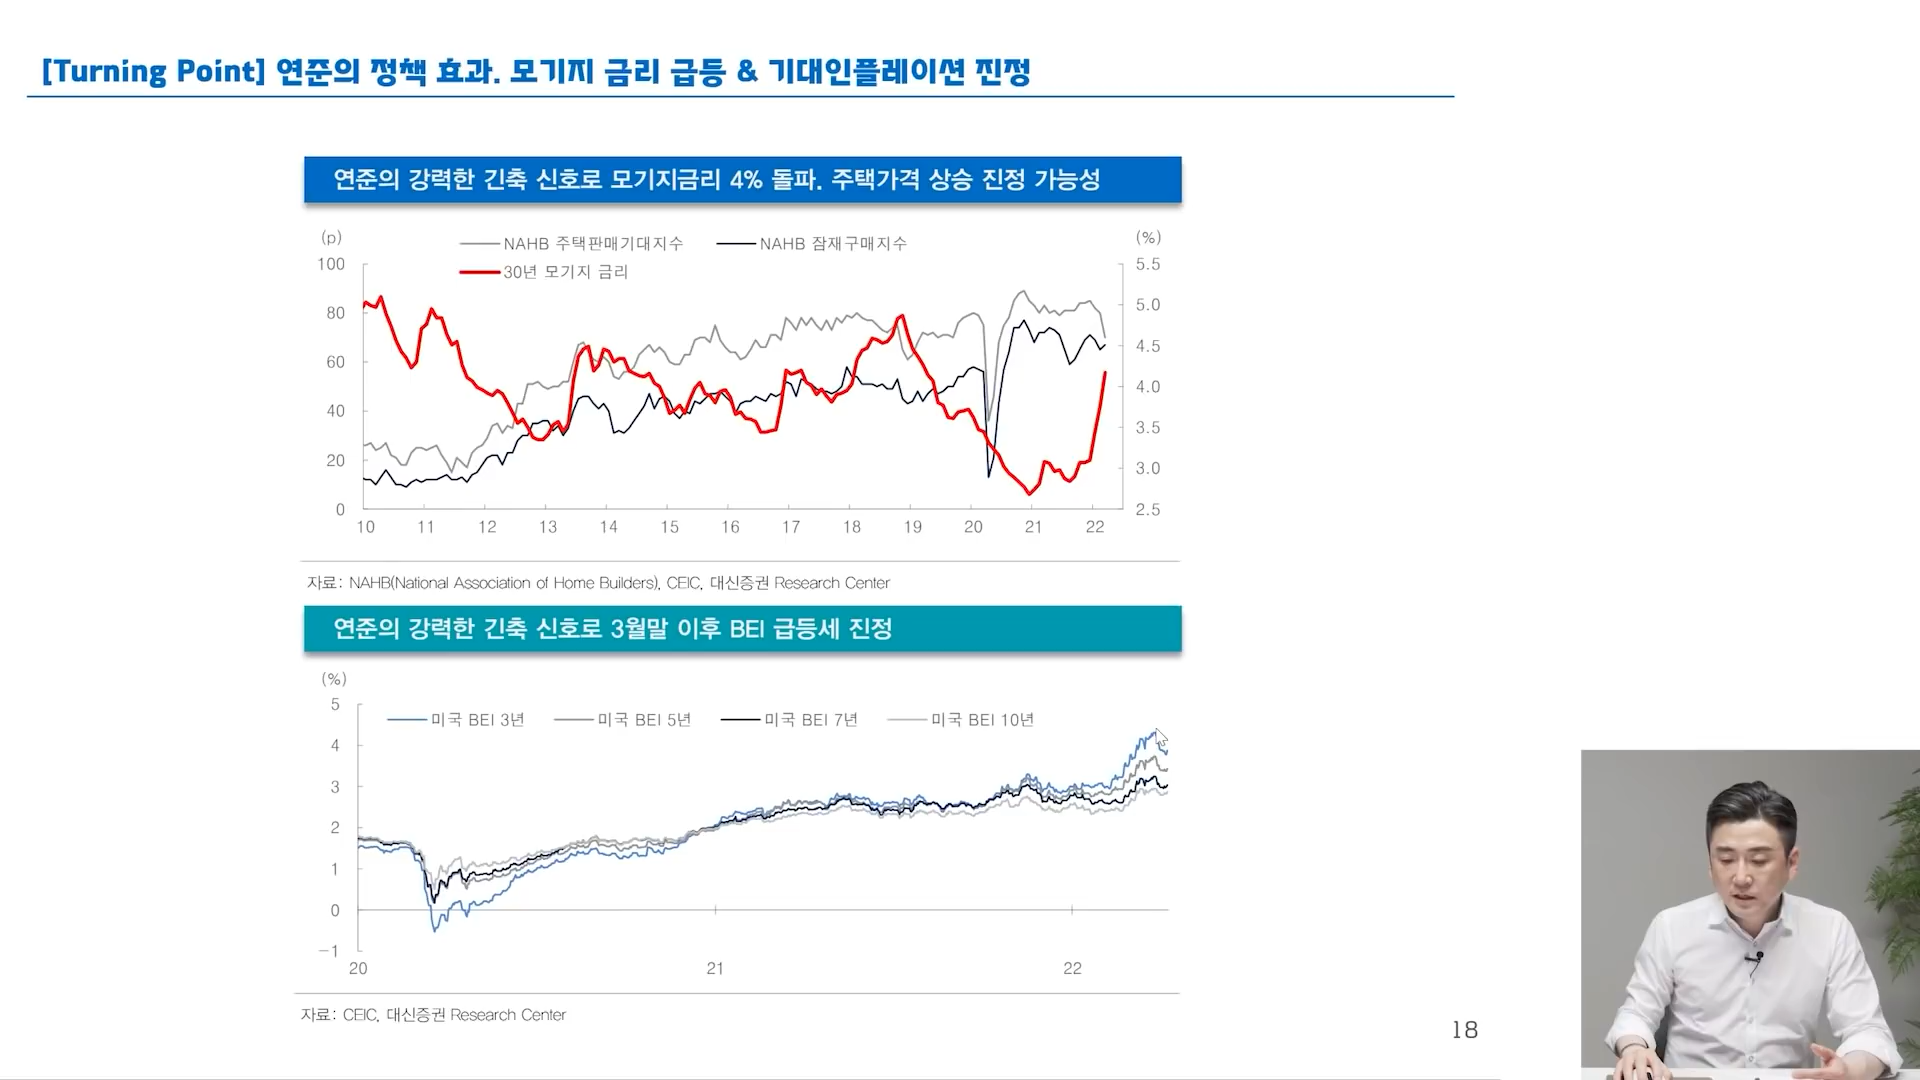 [Turning Point] 연준의 정책 효과. 모기지 금리 급등 & 기대인플레이션 진정
연준의 강력한 긴축 신호로 모기지금리 4% 돌파. 주택가격 상승 진정 가능성
(p)
NAHB 주택판매기대지수
NAHB 잠재구매지수
(%)
30년 모기지 금리
100
80
60
40
20
0
5.5
5.0
4.5
4.0
3.5
3.0
2.5
10 11 12 13 14 15 16 17 18 19 20 21 22
자료: NAHB(National Association of Home Builders), CEIC, 대신증권 Research Center
연준의 강력한 긴축 신호로 3월말 이후 BEI 급등세 진정
(%)
미국 BEI 3년 미국 BEI 5년 미국 BEI 7년 미국 BEI 10년
5
4
3
2
1
0
-1
20 21 22
자료: CEIC, 대신증권 Research Center
18